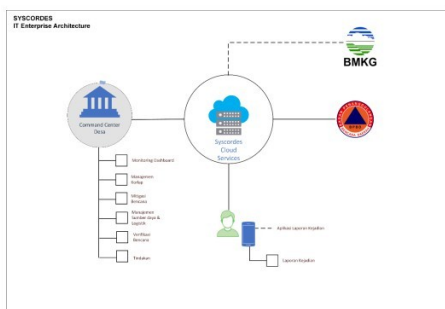 SYSCORDES
IT Enterprise Architecture
BMKG
Command Center
Desa
Syscordes
Cloud
Services
Monitoring Dashboard
Manajemen
Mitigasi
Bencana
Manajemen
Sumber daya &
Logistik
Verifikasi
Bencana
Tindakan
Aplikasi Laporan Kejadian
Laporan Kejadian